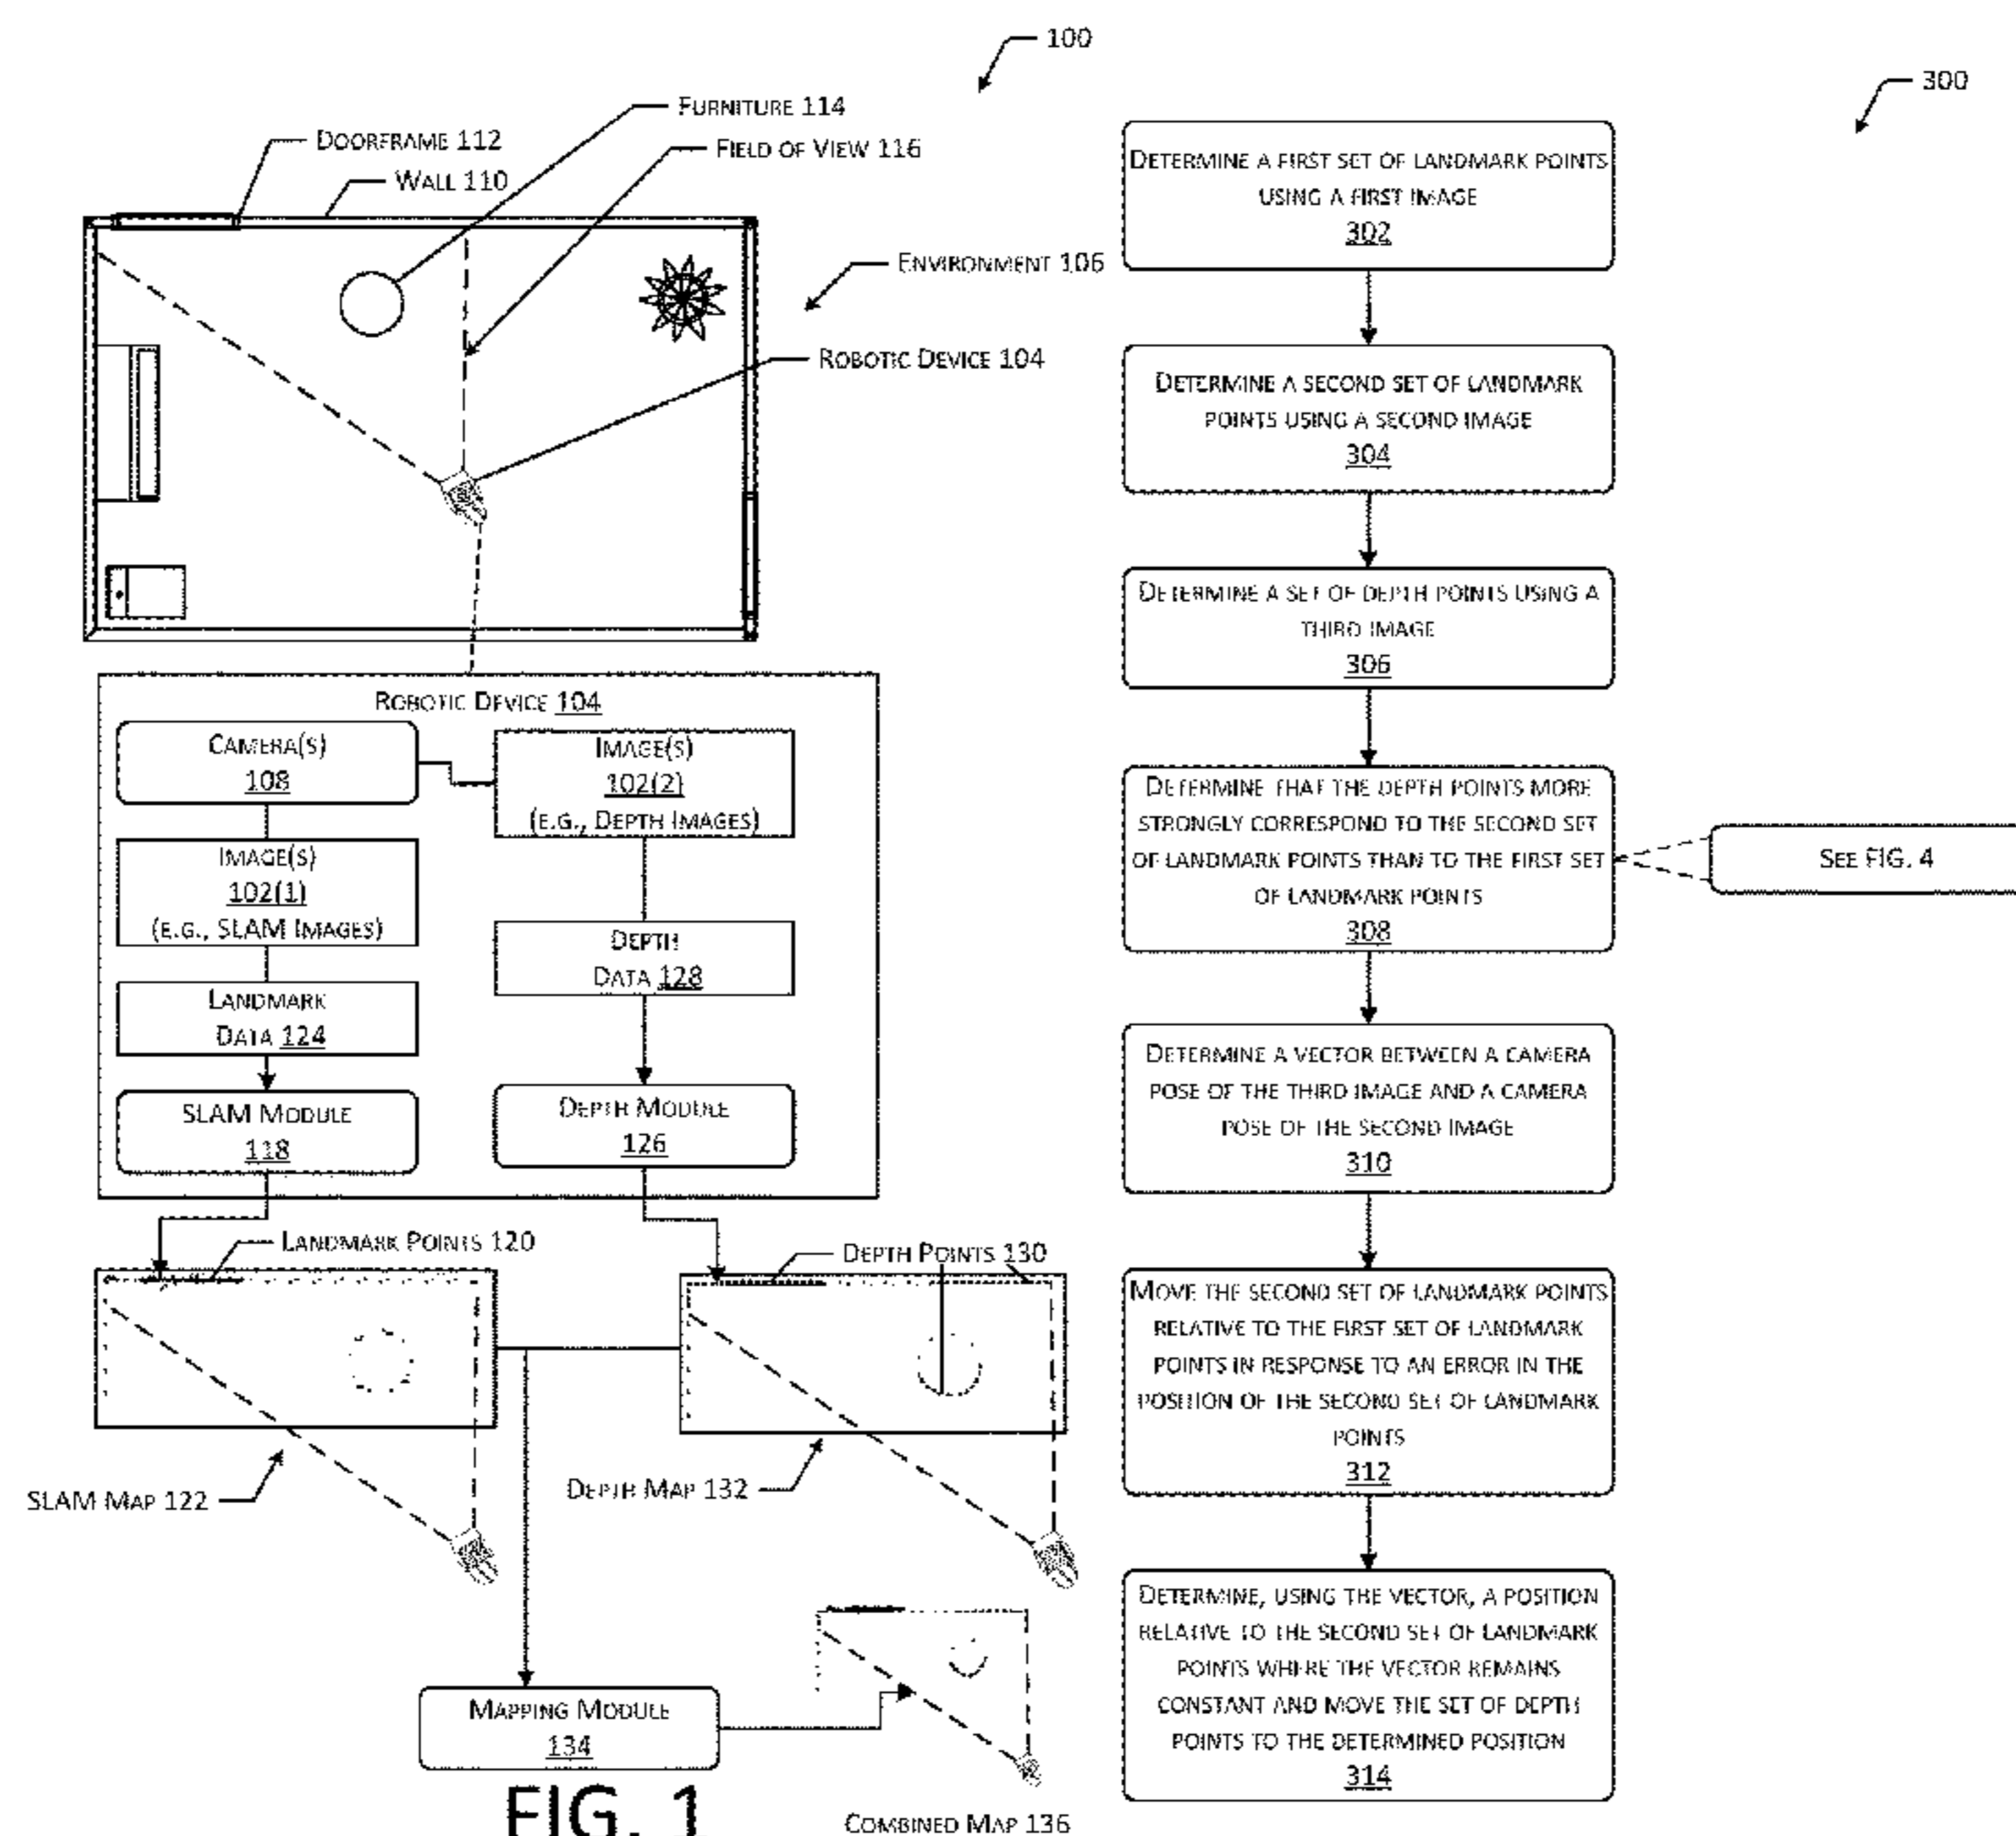 100
FURNITURE 114
DOORFRAME 112
FIELD OF VIEW 116
WALL 110
ENVIRONMENT 106
ROBOTIC DEVICE 104
ROBOTIC DEVICE 104
CAMERA(S)
108
IMAGE(S)
102(2)
(E.G., DEPTH IMAGES)
IMAGE(S)
102(1)
(E.G., SLAM IMAGES)
DEPTH
DATA 128
LANDMARK
DATA 124
SLAM MODULE
118
DEPTH MODULE
126
LANDMARK POINTS 120
DEPTH POINTS 130
SLAM MAP 122
DEPTH MAP 132
MAPPING MODULE
134
COMBINED MAP 136
FIG. 1
300
DETERMINE A FIRST SET OF LANDMARK POINTS
USING A FIRST IMAGE
302
DETERMINE A SECOND SET OF LANDMARK
POINTS USING A SECOND IMAGE
304
DETERMINE A SET OF DEPTH POINTS USING A
THIRD IMAGE
306
DETERMINE THAT THE DEPTH POINTS MORE
STRONGLY CORRESPOND TO THE SECOND SET
OF LANDMARK POINTS THAN TO THE FIRST SET
OF LANDMARK POINTS
308
SEE FIG. 4
DETERMINE A VECTOR BETWEEN A CAMERA
POSE OF THE THIRD IMAGE AND A CAMERA
POSE OF THE SECOND IMAGE
310
MOVE THE SECOND SET OF LANDMARK POINTS
RELATIVE TO THE FIRST SET OF LANDMARK
POINTS IN RESPONSE TO AN ERROR IN THE
POSITION OF THE SECOND SET OF LANDMARK
POINTS
312
DETERMINE, USING THE VECTOR, A POSITION
RELATIVE TO THE SECOND SET OF LANDMARK
POINTS WHERE THE VECTOR REMAINS
CONSTANT AND MOVE THE SET OF DEPTH
POINTS TO THE DETERMINED POSITION
314